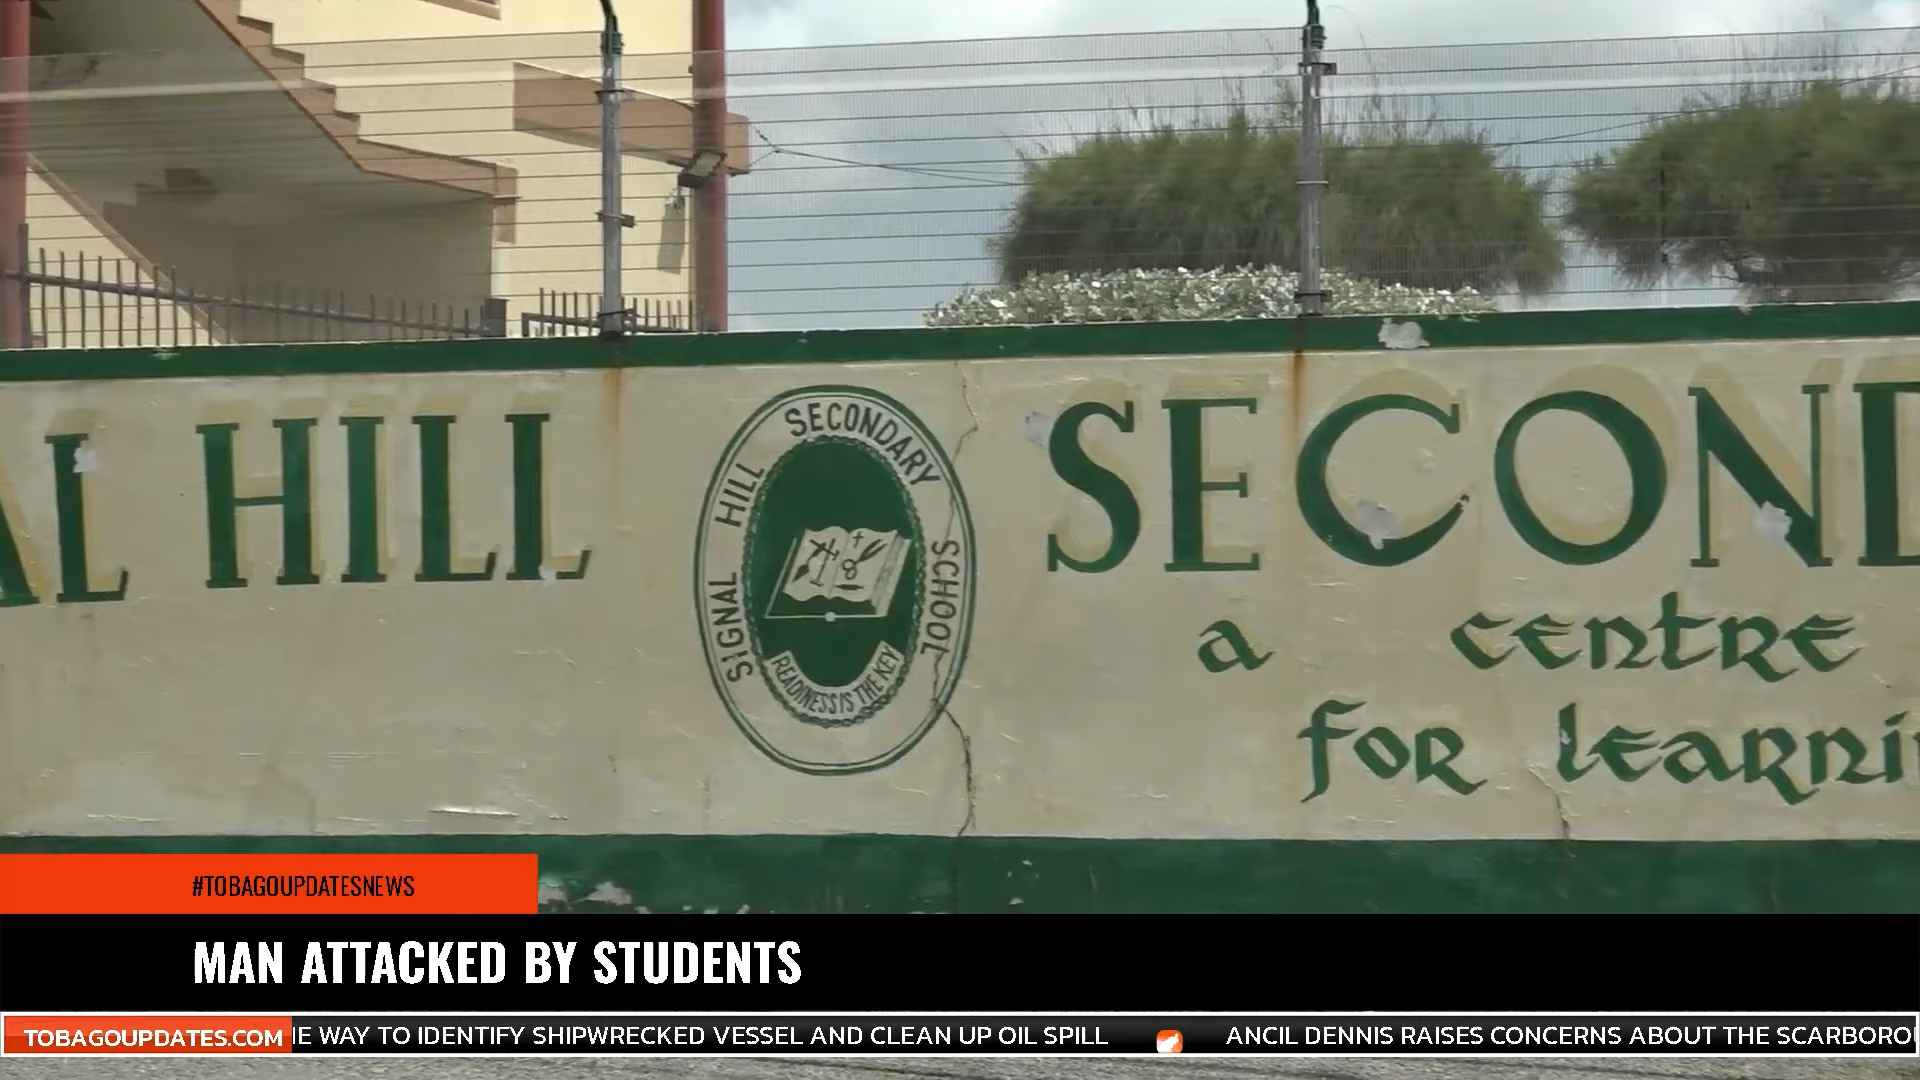 AL HILL
SECOND
SIGNAL HILL SECONDARY SCHOOL
READINESS IS THE KEY
a centre
for learni
#TOBAGOUPDATESNEWS
MAN ATTACKED BY STUDENTS
TOBAGOUPDATES.COM
IE WAY TO IDENTIFY SHIPWRECKED VESSEL AND CLEAN UP OIL SPILL
ANCIL DENNIS RAISES CONCERNS ABOUT THE SCARBORO